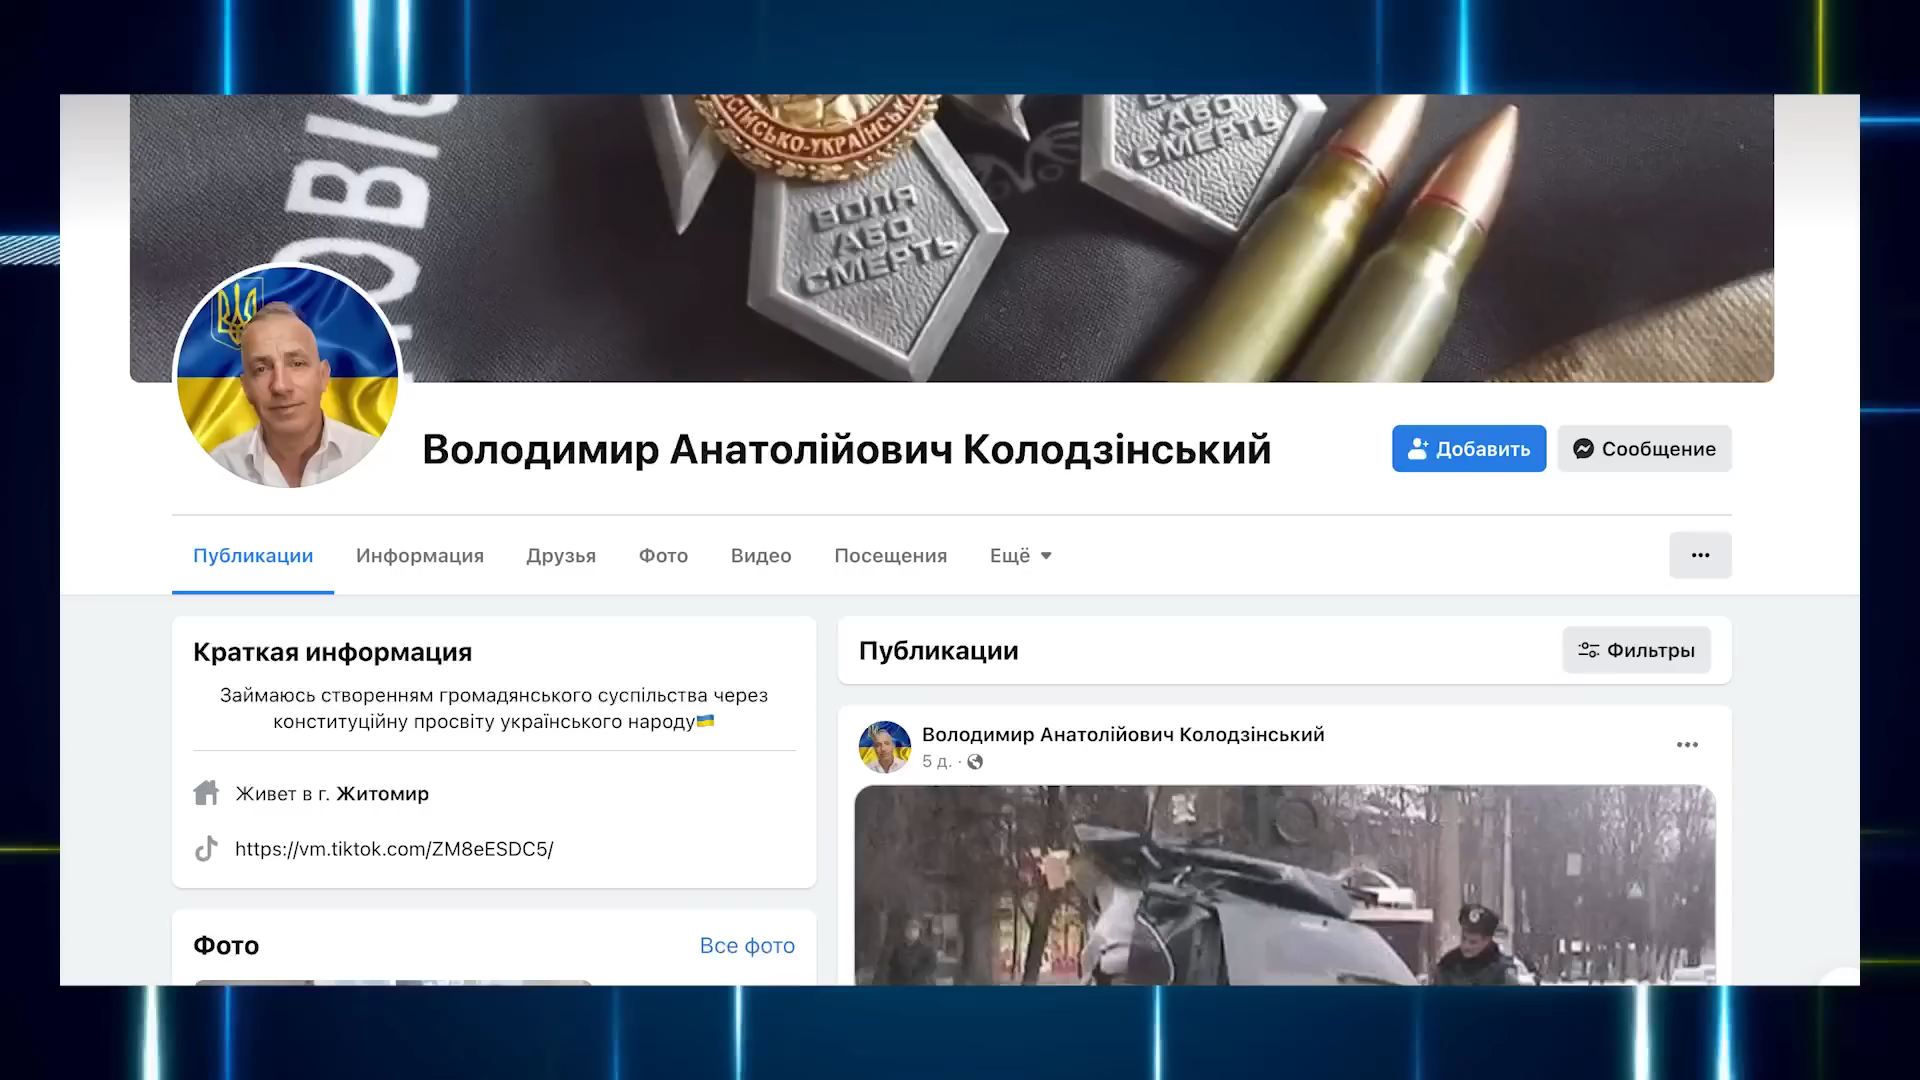 СІМСЬКО-УКРАЇНСЬКА
ВОЛЯ
АБО
СМЕРТЬ
АБО
СМЕРТЬ
Володимир Анатолійович Колодзінський
Добавить
Сообщение
Публикации
Информация
Друзья
Фото
Видео
Посещения
Ещё
Краткая информация
Займаюсь створенням громадянського суспільства через
конституційну просвіту українського народу
Живет в г. Житомир
https://vm.tiktok.com/ZM8eESDC5/
Фото
Все фото
Публикации
Фильтры
Володимир Анатолійович Колодзінський
5 д.